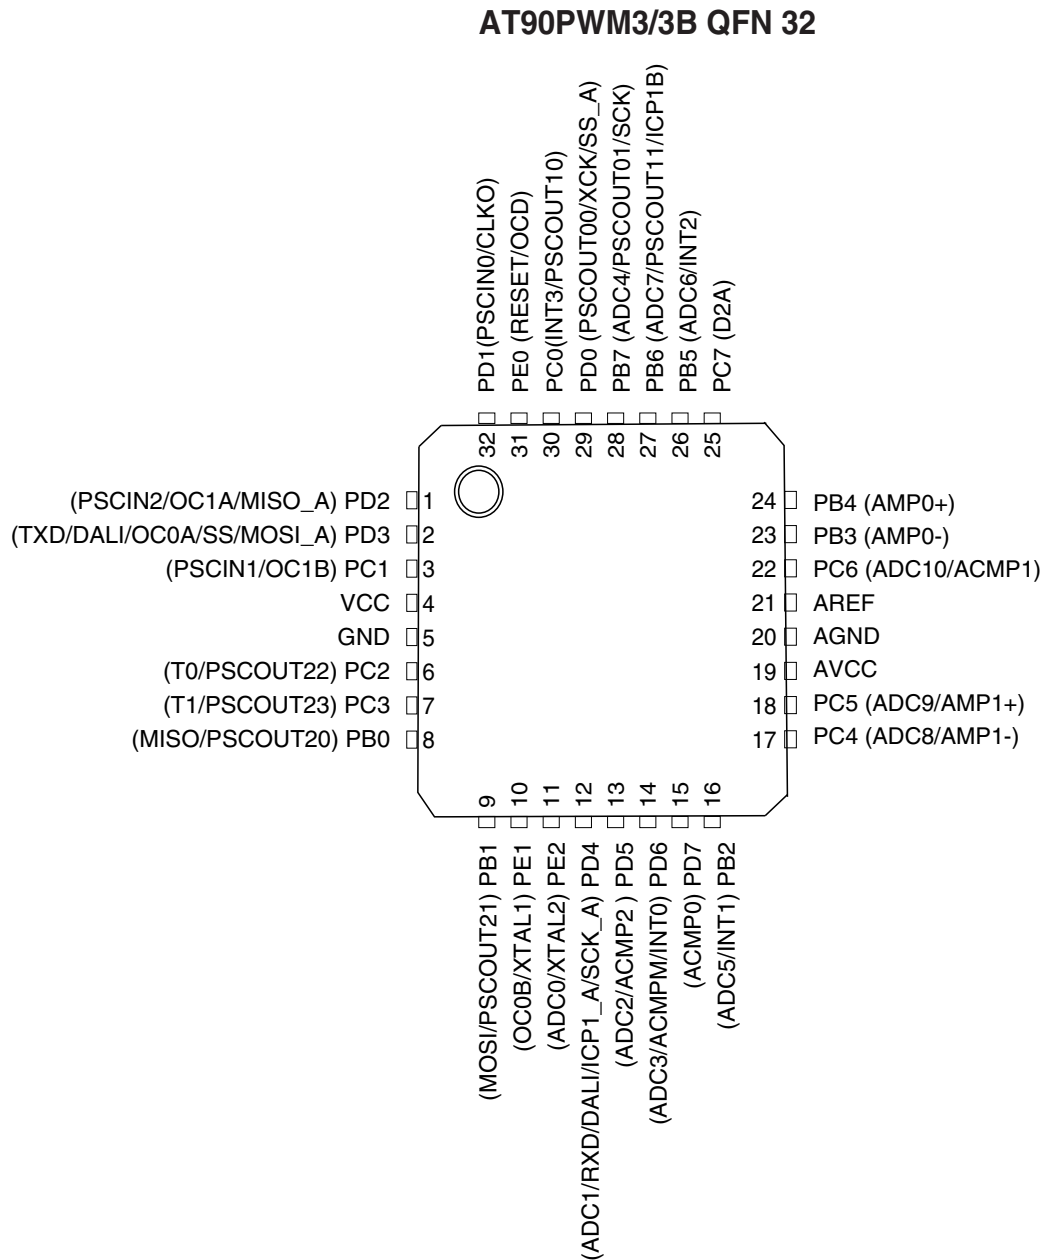 AT90PWM3/3B QFN 32
PD1(PSCIN0/CLKO)
PE0 (RESET/OCD)
PC0(INT3/PSCOUT10)
PD0 (PSCOUT00/XCK/SS_A)
PB7 (ADC4/PSCOUT01/SCK)
PB6 (ADC7/PSCOUT11/ICP1B)
PB5 (ADC6/INT2)
PC7 (D2A)
32
31
30
29
28
27
26
25
(PSCIN2/OC1A/MISO_A) PD2 1
(TXD/DALI/OC0A/SS/MOSI_A) PD3 2
(PSCIN1/OC1B) PC1 3
VCC 4
GND 5
(T0/PSCOUT22) PC2 6
(T1/PSCOUT23) PC3 7
(MISO/PSCOUT20) PB0 8
24 PB4 (AMP0+)
23 PB3 (AMP0-)
22 PC6 (ADC10/ACMP1)
21 AREF
20 AGND
19 AVCC
18 PC5 (ADC9/AMP1+)
17 PC4 (ADC8/AMP1-)
9
10
11
12
13
14
15
16
(MOSI/PSCOUT21) PB1
(OC0B/XTAL1) PE1
(ADC0/XTAL2) PE2
(ADC1/RXD/DALI/ICP1_A/SCK_A) PD4
(ADC2/ACMP2 ) PD5
(ADC3/ACMPM/INT0) PD6
(ACMP0) PD7
(ADC5/INT1) PB2